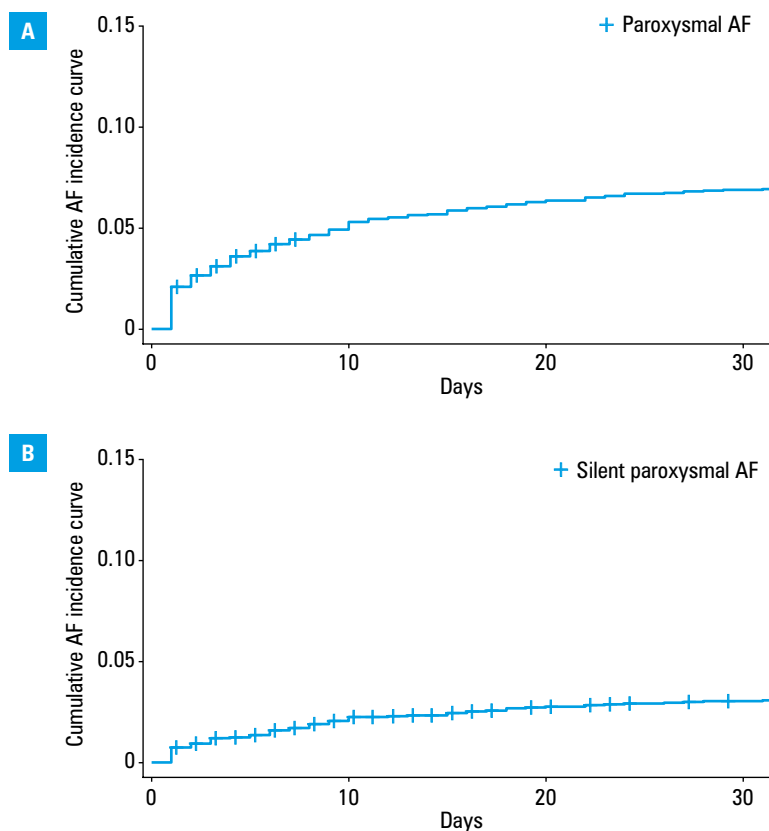 A
Paroxysmal AF
Cumulative AF incidence curve
0.15
0.10
0.05
0
0 10 20 30
Days
B
Silent paroxysmal AF
Cumulative AF incidence curve
0.15
0.10
0.05
0
0 10 20 30
Days